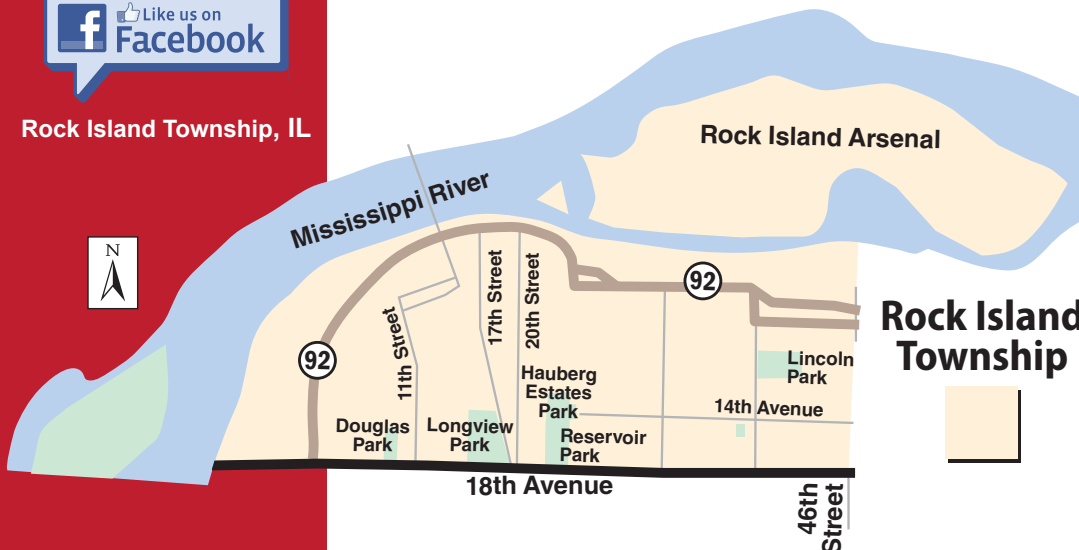 Like us on
f Facebook
Rock Island Township, IL
N
Mississippi River
Rock Island Arsenal
92
92
11th Street
17th Street
20th Street
Hauberg
Estates
Park
Lincoln
Park
14th Avenue
Douglas
Park
Longview
Park
Reservoir
Park
18th Avenue
46th
Street
Rock Island
Township